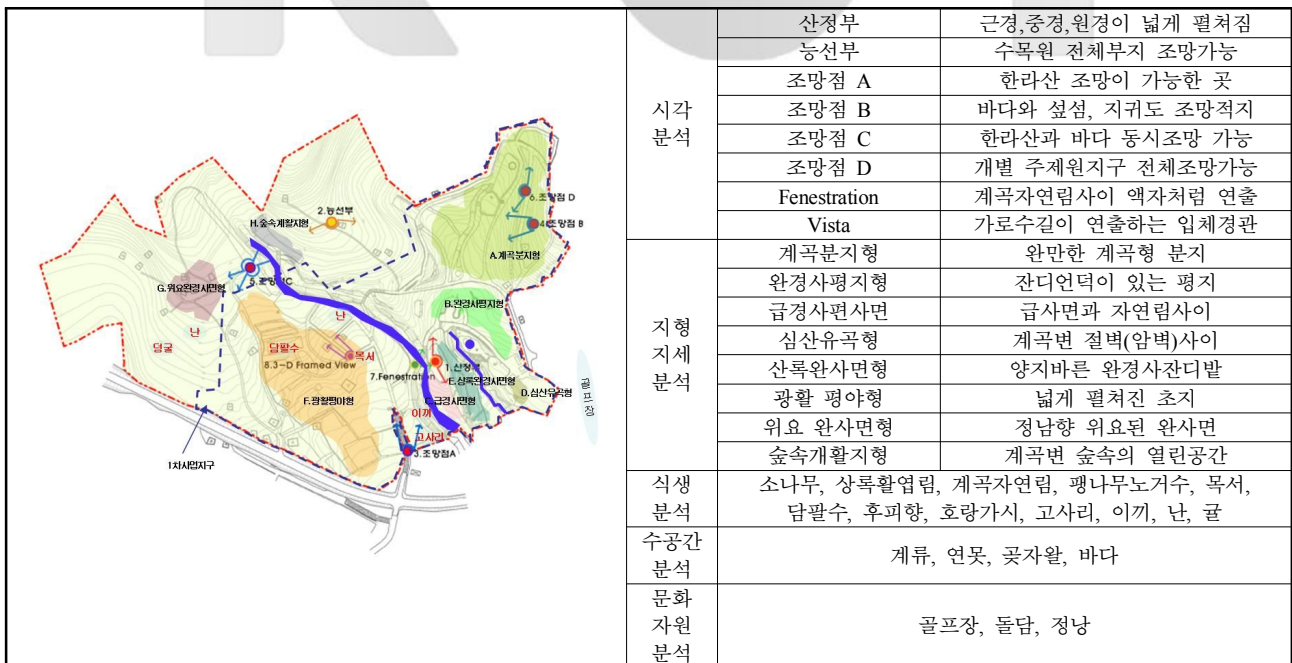 6.조망점 D
2.능선부
4.조망점 B
H.숲속개활지형
A.계곡분지형
5.조망점C
G.위요완경사면형
B.완경사평지형
난
난
덩굴
담팔수
목서
8.3-D Framed View
1.산정부
7.Fenestration
E.상록완경사면형
D.심산유곡형
F.광활평야형
C.급경사면형
이끼
고사리
3.조망점A
1차사업지구
시각
분석
산정부 근경,중경,원경이 넓게 펼쳐짐
능선부 수목원 전체부지 조망가능
조망점 A 한라산 조망이 가능한 곳
조망점 B 바다와 섶섬, 지귀도 조망적지
조망점 C 한라산과 바다 동시조망 가능
조망점 D 개별 주제원지구 전체조망가능
Fenestration 계곡자연림사이 액자처럼 연출
Vista 가로수길이 연출하는 입체경관
지형
지세
분석
계곡분지형 완만한 계곡형 분지
완경사평지형 잔디언덕이 있는 평지
급경사편사면 급사면과 자연림사이
심산유곡형 계곡변 절벽(암벽)사이
산록완사면형 양지바른 완경사잔디밭
광활 평야형 넓게 펼쳐진 초지
위요 완사면형 정남향 위요된 완사면
숲속개활지형 계곡변 숲속의 열린공간
식생
분석
소나무, 상록활엽림, 계곡자연림, 팽나무노거수, 목서,
담팔수, 후피향, 호랑가시, 고사리, 이끼, 난, 귤
수공간
분석
계류, 연못, 곶자왈, 바다
문화
자원
분석
골프장, 돌담, 정낭